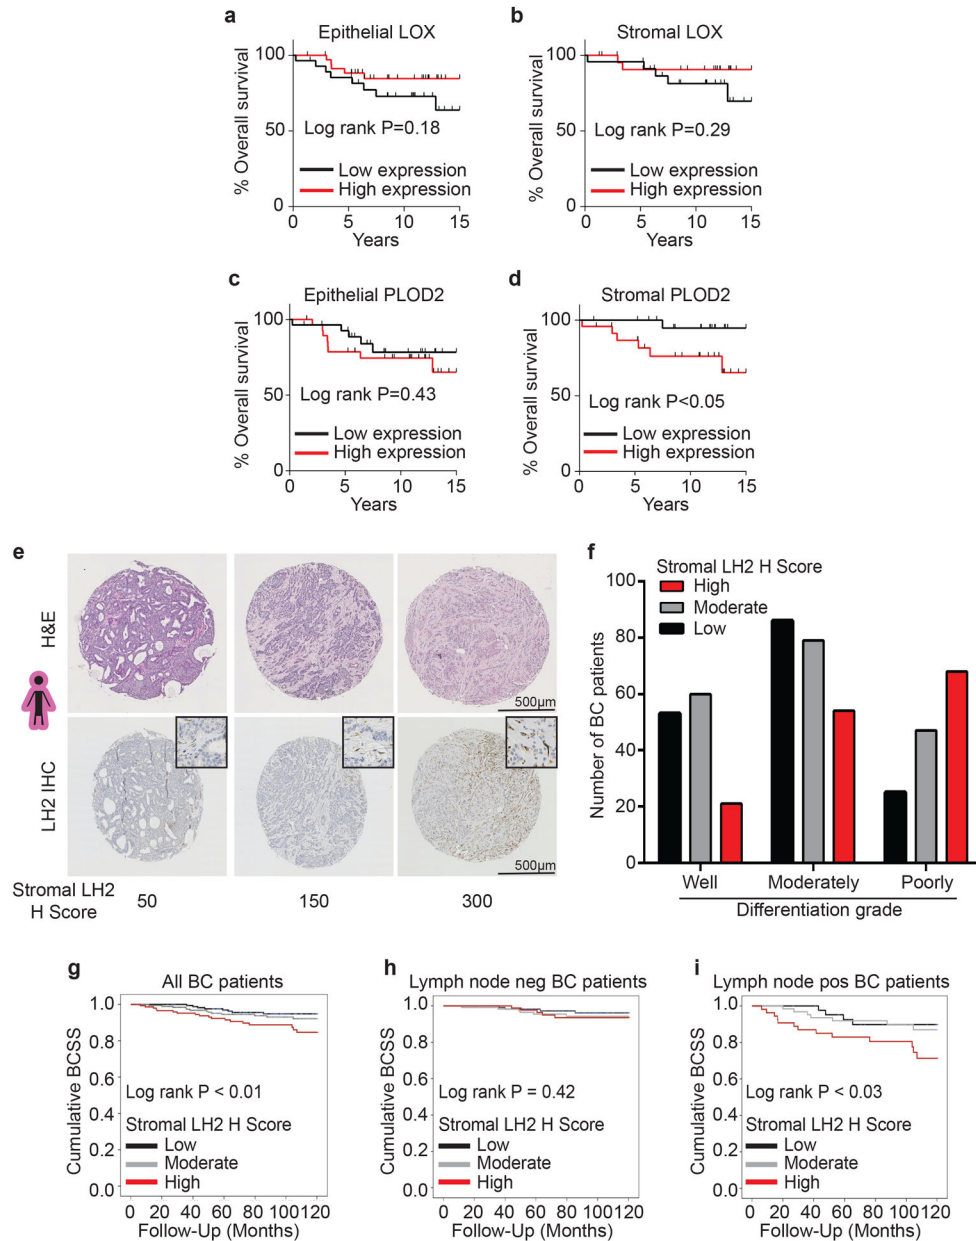 a
Epithelial LOX
% Overall survival
100
50
0
Log rank P=0.18
Low expression
High expression
0 5 10 15
Years
b
Stromal LOX
% Overall survival
100
50
0
Log rank P=0.29
Low expression
High expression
0 5 10 15
Years
c
Epithelial PLOD2
% Overall survival
100
50
0
Log rank P=0.43
Low expression
High expression
0 5 10 15
Years
d
Stromal PLOD2
% Overall survival
100
50
0
Log rank P<0.05
Low expression
High expression
0 5 10 15
Years
e
H&E
500µm
LH2 IHC
500µm
Stromal LH2
H Score
50 150 300
f
Stromal LH2 H Score
High
Moderate
Low
Number of BC patients
100
80
60
40
20
0
Well Moderately Poorly
Differentiation grade
g
All BC patients
Cumulative BCSS
1.0
0.8
0.6
0.4
0.2
0.0
Log rank P < 0.01
Stromal LH2 H Score
Low
Moderate
High
0 20 40 60 80 100120
Follow-Up (Months)
h
Lymph node neg BC patients
Cumulative BCSS
1.0
0.8
0.6
0.4
0.2
0.0
Log rank P = 0.42
Stromal LH2 H Score
Low
Moderate
High
0 20 40 60 80 100120
Follow-Up (Months)
i
Lymph node pos BC patients
Cumulative BCSS
1.0
0.8
0.6
0.4
0.2
0.0
Log rank P < 0.03
Stromal LH2 H Score
Low
Moderate
High
0 20 40 60 80 100120
Follow-Up (Months)